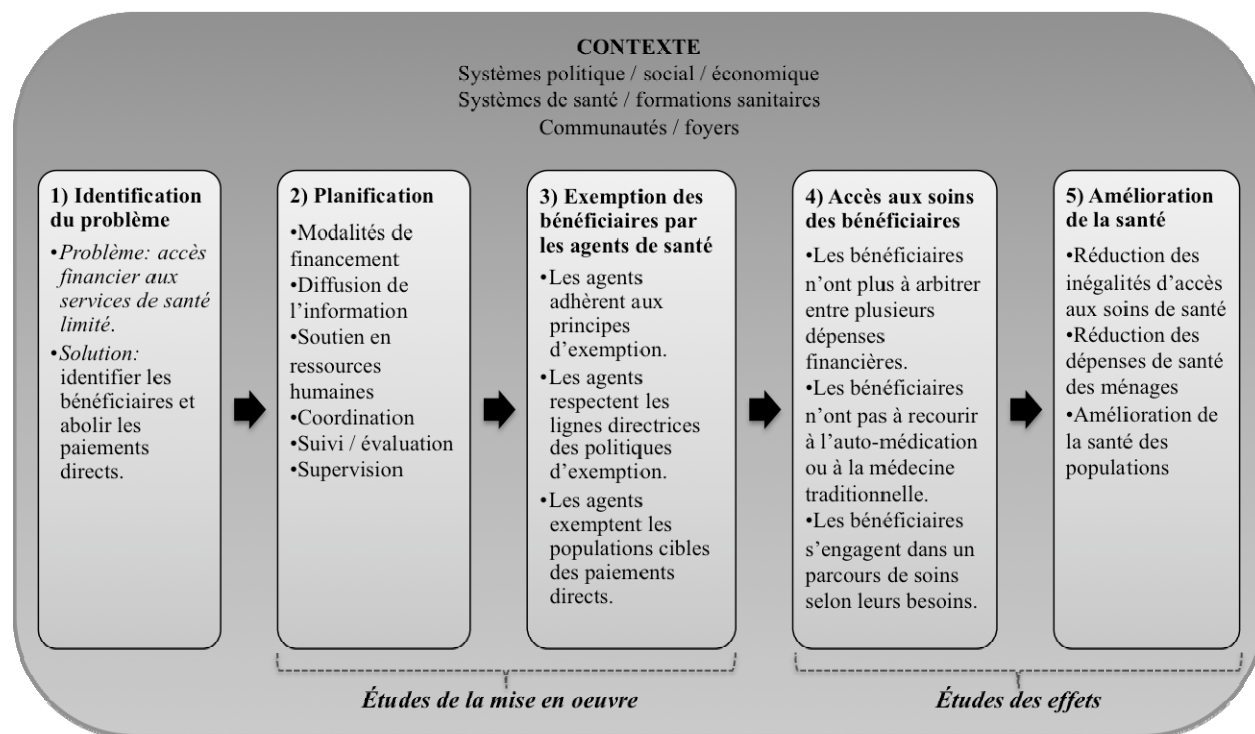 CONTEXTE
Systèmes politique / social / économique
Systèmes de santé / formations sanitaires
Communautés / foyers
1) Identification
du problème
•Problème: accès
financier aux
services de santé
limité.
•Solution:
identifier les
bénéficiaires et
abolir les
paiements
directs.
2) Planification
•Modalités de
financement
•Diffusion de
l’information
•Soutien en
ressources
humaines
•Coordination
•Suivi / évaluation
•Supervision
3) Exemption des
bénéficiaires par
les agents de santé
•Les agents
adhèrent aux
principes
d’exemption.
•Les agents
respectent les
lignes directrices
des politiques
d’exemption.
•Les agents
exemptent les
populations cibles
des paiements
directs.
4) Accès aux soins
des bénéficiaires
•Les bénéficiaires
n’ont plus à arbitrer
entre plusieurs
dépenses
financières.
•Les bénéficiaires
n’ont pas à recourir
à l’auto-médication
ou à la médecine
traditionnelle.
•Les bénéficiaires
s’engagent dans un
parcours de soins
selon leurs besoins.
5) Amélioration
de la santé
•Réduction des
inégalités d’accès
aux soins de santé
•Réduction des
dépenses de santé
des ménages
•Amélioration de
la santé des
populations
Études de la mise en oeuvre
Études des effets